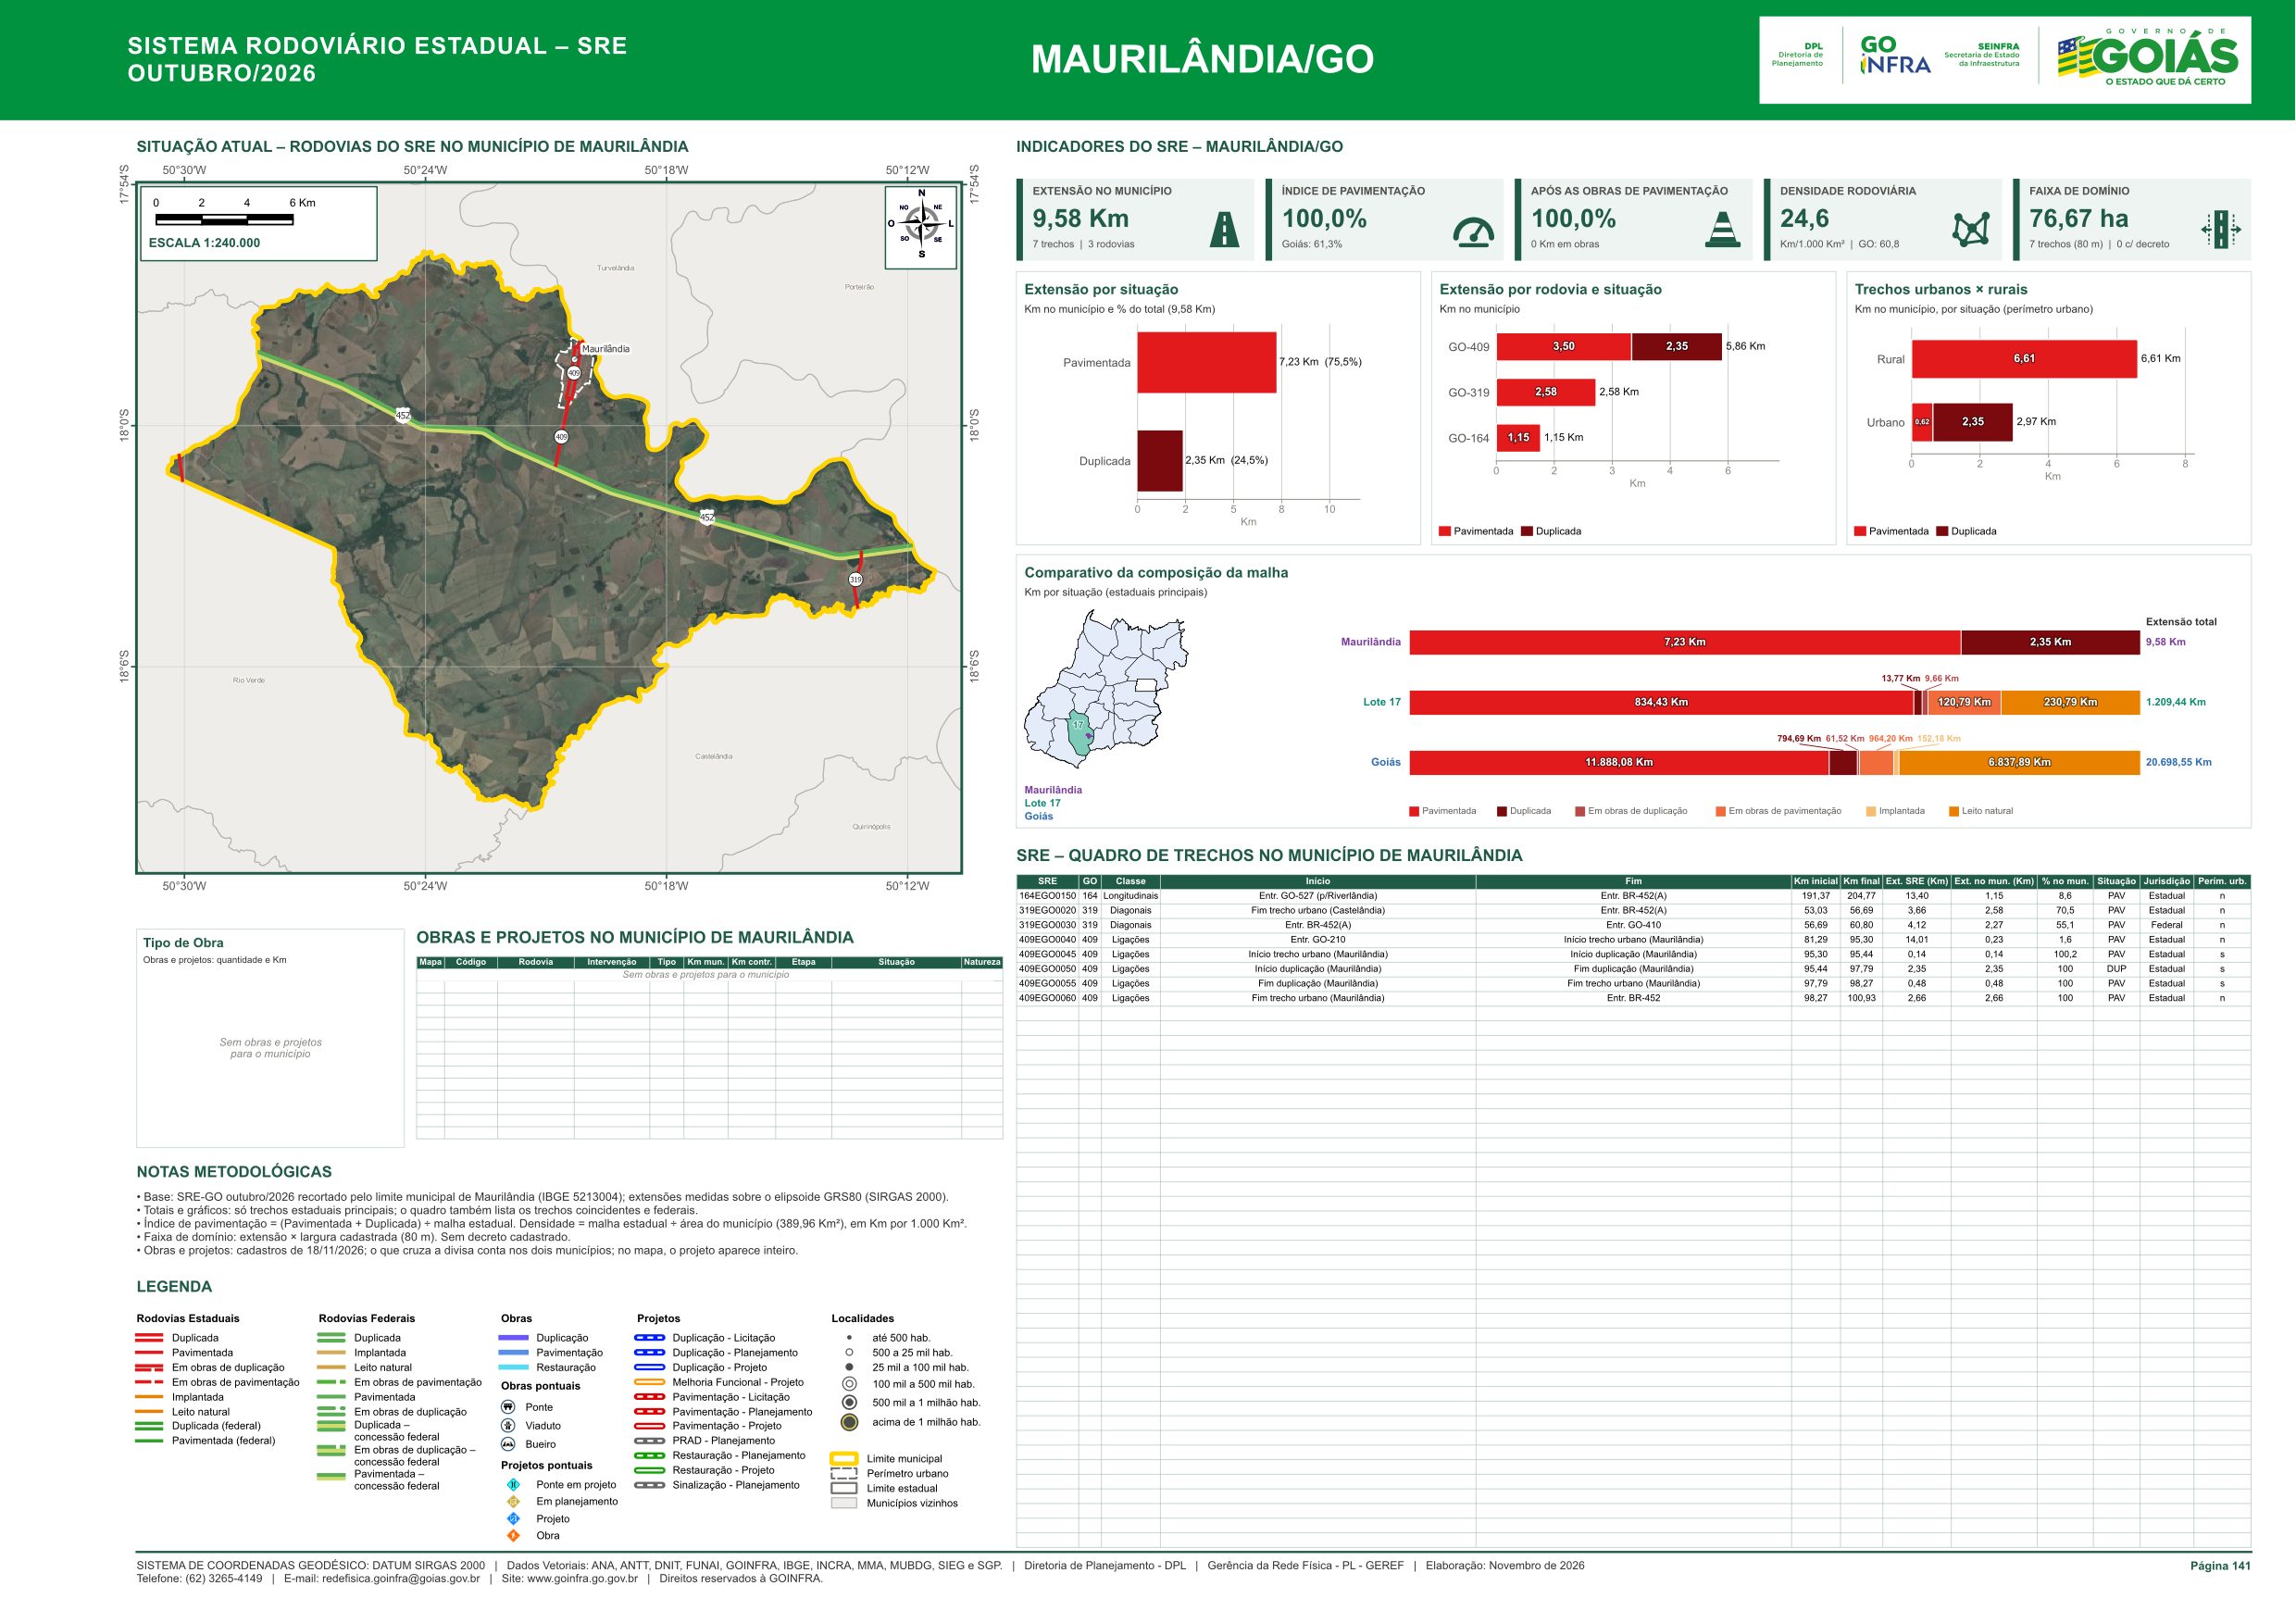 SISTEMA RODOVIÁRIO ESTADUAL – SRE
OUTUBRO/2026
MAURILÂNDIA/GO
DPL
Diretoria de
Planejamento
GO
INFRA
SEINFRA
Secretaria de Estado
da Infraestrutura
GOVERNO DE
GOIÁS
O ESTADO QUE DÁ CERTO
SITUAÇÃO ATUAL – RODOVIAS DO SRE NO MUNICÍPIO DE MAURILÂNDIA
50°30'W 50°24'W 50°18'W 50°12'W
17°54'S
18°0'S
18°6'S
17°54'S
18°0'S
18°6'S
0 2 4 6 Km
ESCALA 1:240.000
N
NO NE
O L
SO SE
S
Turvelândia
Porteirão
Maurilândia
409
452
409
452
319
Rio Verde
Castelândia
Quirinópolis
50°30'W 50°24'W 50°18'W 50°12'W
INDICADORES DO SRE – MAURILÂNDIA/GO
EXTENSÃO NO MUNICÍPIO
9,58 Km
7 trechos | 3 rodovias
ÍNDICE DE PAVIMENTAÇÃO
100,0%
Goiás: 61,3%
APÓS AS OBRAS DE PAVIMENTAÇÃO
100,0%
0 Km em obras
DENSIDADE RODOVIÁRIA
24,6
Km/1.000 Km² | GO: 60,8
FAIXA DE DOMÍNIO
76,67 ha
7 trechos (80 m) | 0 c/ decreto
Extensão por situação
Km no município e % do total (9,58 Km)
Pavimentada 7,23 Km (75,5%)
Duplicada 2,35 Km (24,5%)
0 2 5 8 10
Km
Extensão por rodovia e situação
Km no município
GO-409 3,50 2,35 5,86 Km
GO-319 2,58 2,58 Km
GO-164 1,15 1,15 Km
0 2 3 4 6
Km
Pavimentada Duplicada
Trechos urbanos × rurais
Km no município, por situação (perímetro urbano)
Rural 6,61 6,61 Km
Urbano 0,62 2,35 2,97 Km
0 2 4 6 8
Km
Pavimentada Duplicada
Comparativo da composição da malha
Km por situação (estaduais principais)
17
Maurilândia
Lote 17
Goiás
Extensão total
Maurilândia 7,23 Km 2,35 Km 9,58 Km
13,77 Km 9,66 Km
Lote 17 834,43 Km 120,79 Km 230,79 Km 1.209,44 Km
794,69 Km 61,52 Km 964,20 Km 152,18 Km
Goiás 11.888,08 Km 6.837,89 Km 20.698,55 Km
Pavimentada Duplicada Em obras de duplicação Em obras de pavimentação Implantada Leito natural
SRE – QUADRO DE TRECHOS NO MUNICÍPIO DE MAURILÂNDIA
SRE GO Classe Início Fim Km inicial Km final Ext. SRE (Km) Ext. no mun. (Km) % no mun. Situação Jurisdição Perím. urb.
164EGO0150 164 Longitudinais Entr. GO-527 (p/Riverlândia) Entr. BR-452(A) 191,37 204,77 13,40 1,15 8,6 PAV Estadual n
319EGO0020 319 Diagonais Fim trecho urbano (Castelândia) Entr. BR-452(A) 53,03 56,69 3,66 2,58 70,5 PAV Estadual n
319EGO0030 319 Diagonais Entr. BR-452(A) Entr. GO-410 56,69 60,80 4,12 2,27 55,1 PAV Federal n
409EGO0040 409 Ligações Entr. GO-210 Início trecho urbano (Maurilândia) 81,29 95,30 14,01 0,23 1,6 PAV Estadual n
409EGO0045 409 Ligações Início trecho urbano (Maurilândia) Início duplicação (Maurilândia) 95,30 95,44 0,14 0,14 100,2 PAV Estadual s
409EGO0050 409 Ligações Início duplicação (Maurilândia) Fim duplicação (Maurilândia) 95,44 97,79 2,35 2,35 100 DUP Estadual s
409EGO0055 409 Ligações Fim duplicação (Maurilândia) Fim trecho urbano (Maurilândia) 97,79 98,27 0,48 0,48 100 PAV Estadual s
409EGO0060 409 Ligações Fim trecho urbano (Maurilândia) Entr. BR-452 98,27 100,93 2,66 2,66 100 PAV Estadual n
Tipo de Obra
Obras e projetos: quantidade e Km
Sem obras e projetos
para o município
OBRAS E PROJETOS NO MUNICÍPIO DE MAURILÂNDIA
Mapa Código Rodovia Intervenção Tipo Km mun. Km contr. Etapa Situação Natureza
Sem obras e projetos para o município
NOTAS METODOLÓGICAS
• Base: SRE-GO outubro/2026 recortado pelo limite municipal de Maurilândia (IBGE 5213004); extensões medidas sobre o elipsoide GRS80 (SIRGAS 2000).
• Totais e gráficos: só trechos estaduais principais; o quadro também lista os trechos coincidentes e federais.
• Índice de pavimentação = (Pavimentada + Duplicada) ÷ malha estadual. Densidade = malha estadual ÷ área do município (389,96 Km²), em Km por 1.000 Km².
• Faixa de domínio: extensão × largura cadastrada (80 m). Sem decreto cadastrado.
• Obras e projetos: cadastros de 18/11/2026; o que cruza a divisa conta nos dois municípios; no mapa, o projeto aparece inteiro.
LEGENDA
Rodovias Estaduais
Duplicada
Pavimentada
Em obras de duplicação
Em obras de pavimentação
Implantada
Leito natural
Duplicada (federal)
Pavimentada (federal)
Rodovias Federais
Duplicada
Implantada
Leito natural
Em obras de pavimentação
Pavimentada
Em obras de duplicação
Duplicada –
concessão federal
Em obras de duplicação –
concessão federal
Pavimentada –
concessão federal
Obras
Duplicação
Pavimentação
Restauração
Obras pontuais
Ponte
Viaduto
Bueiro
Projetos pontuais
Ponte em projeto
Em planejamento
Projeto
Obra
Projetos
Duplicação - Licitação
Duplicação - Planejamento
Duplicação - Projeto
Melhoria Funcional - Projeto
Pavimentação - Licitação
Pavimentação - Planejamento
Pavimentação - Projeto
PRAD - Planejamento
Restauração - Planejamento
Restauração - Projeto
Sinalização - Planejamento
Localidades
até 500 hab.
500 a 25 mil hab.
25 mil a 100 mil hab.
100 mil a 500 mil hab.
500 mil a 1 milhão hab.
acima de 1 milhão hab.
Limite municipal
Perímetro urbano
Limite estadual
Municípios vizinhos
SISTEMA DE COORDENADAS GEODÉSICO: DATUM SIRGAS 2000 | Dados Vetoriais: ANA, ANTT, DNIT, FUNAI, GOINFRA, IBGE, INCRA, MMA, MUBDG, SIEG e SGP. | Diretoria de Planejamento - DPL | Gerência da Rede Física - PL - GEREF | Elaboração: Novembro de 2026
Telefone: (62) 3265-4149 | E-mail: redefisica.goinfra@goias.gov.br | Site: www.goinfra.go.gov.br | Direitos reservados à GOINFRA.
Página 141